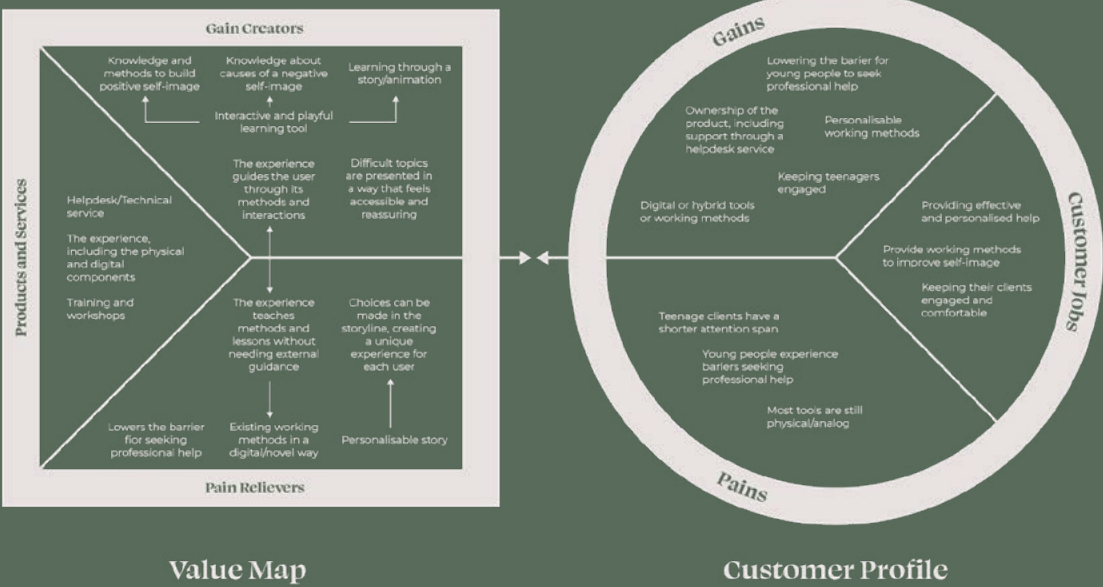 Gain Creators
Knowledge and
methods to build
positive self-image
Knowledge about
causes of a negative
self-image
Learning through a
story/animation
Interactive and playful
learning tool
The experience
guides the user
through its
methods and
interactions
Difficult topics
are presented in
a way that feels
accessible and
reassuring
Products and Services
Helpdesk/Technical
service
The experience,
including the physical
and digital
components
Training and
workshops
The experience
teaches
methods and
lessons without
needing external
guidance
Choices can be
made in the
storyline, creating
a unique
experience for
each user
Lowers the barrier
fior seeking
professional help
Existing working
methods in a
digital/novel way
Personalisable story
Pain Relievers
Value Map
Gains
Lowering the barier for
young people to seek
professional help
Ownership of the
product, including
support through a
helpdesk service
Personalisable
working methods
Keeping teenagers
engaged
Digital or hybrid tools
or working methods
Customer Jobs
Providing effective
and personalised help
Provide working methods
to improve self-image
Keeping their clients
engaged and
comfortable
Teenage clients have a
shorter attention span
Young people experience
bariers seeking
professional help
Most tools are still
physical/analog
Pains
Customer Profile